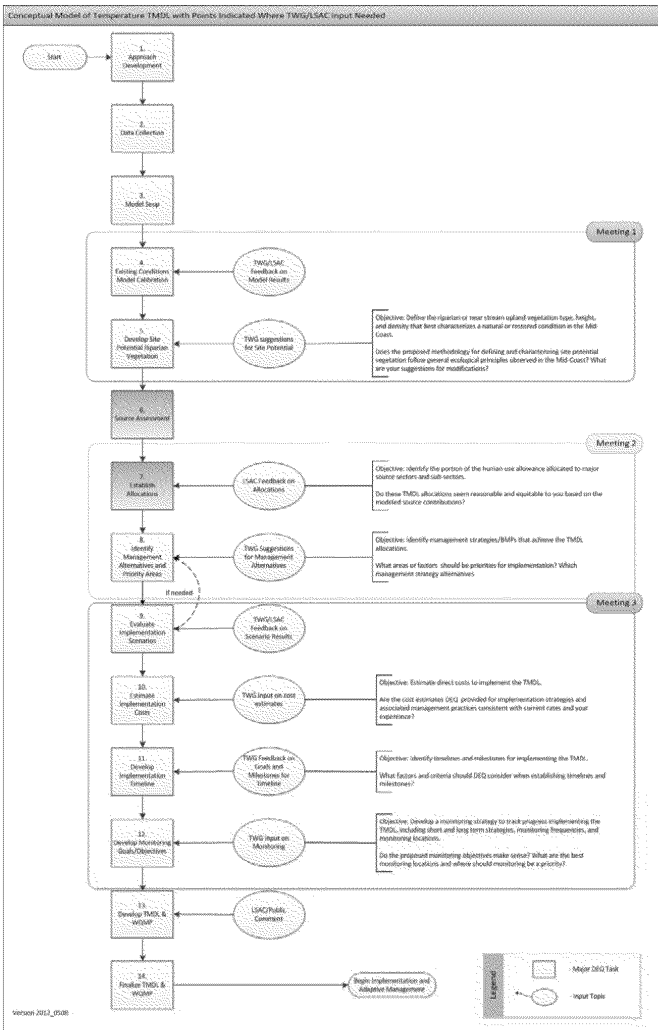 Conceptual Model of Temperature TMDL with Points Indicated Where TWG/LSAC Input Needed
Start
1.
Approach
Development
2.
Data Collection
3.
Model Setup
Meeting 1
4.
Existing Conditions
Model Calibration
TWG/LSAC
Feedback on
Model Results
5.
Develop Site
Potential Riparian
Vegetation
TWG suggestions
for Site Potential
Objective: Define the riparian or near stream upland vegetation type, height,
and density that best characterizes a natural or restored condition in the Mid-
Coast.
Does the proposed methodology for defining and characterizing site potential
vegetation follow general ecological principles observed in the Mid-Coast? What
are your suggestions for modifications?
6.
Source Assessment
Meeting 2
7.
Establish
Allocations
LSAC Feedback on
Allocations
Objective: Identify the portion of the human use allowance allocated to major
source sectors and sub-sectors.
Do these TMDL allocations seem reasonable and equitable to you based on the
modeled source contributions?
8.
Identify
Management
Alternatives and
Priority Areas
TWG Suggestions
for Management
Alternatives
Objective: Identify management strategies/BMPs that achieve the TMDL
allocations.
What areas or factors should be priorities for implementation? Which
management strategy alternatives
If needed
Meeting 3
9.
Evaluate
Implementation
Scenarios
TWG/LSAC
Feedback on
Scenario Results
10.
Estimate
Implementation
Costs
TWG input on cost
estimates
Objective: Estimate direct costs to implement the TMDL.
Are the cost estimates DEQ provided for implementation strategies and
associated management practices consistent with current rates and your
experience?
11.
Develop
Implementation
Timeline
TWG Feedback on
Goals and
Milestones for
Timeline
Objective: Identify timelines and milestones for implementing the TMDL.
What factors and criteria should DEQ consider when establishing timelines and
milestones?
12.
Develop Monitoring
Goals/Objectives
TWG Input on
Monitoring
Objective: Develop a monitoring strategy to track progress implementing the
TMDL, including short and long term strategies, monitoring frequencies, and
monitoring locations.
Do the proposed monitoring objectives make sense? What are the best
monitoring locations and where should monitoring be a priority?
13.
Develop TMDL &
WQMP
LSAC/Public
Comment
14.
Finalize TMDL &
WQMP
Begin Implementation and
Adaptive Management
Legend
Major DEQ Task
Input Topic
Version 2012_0508